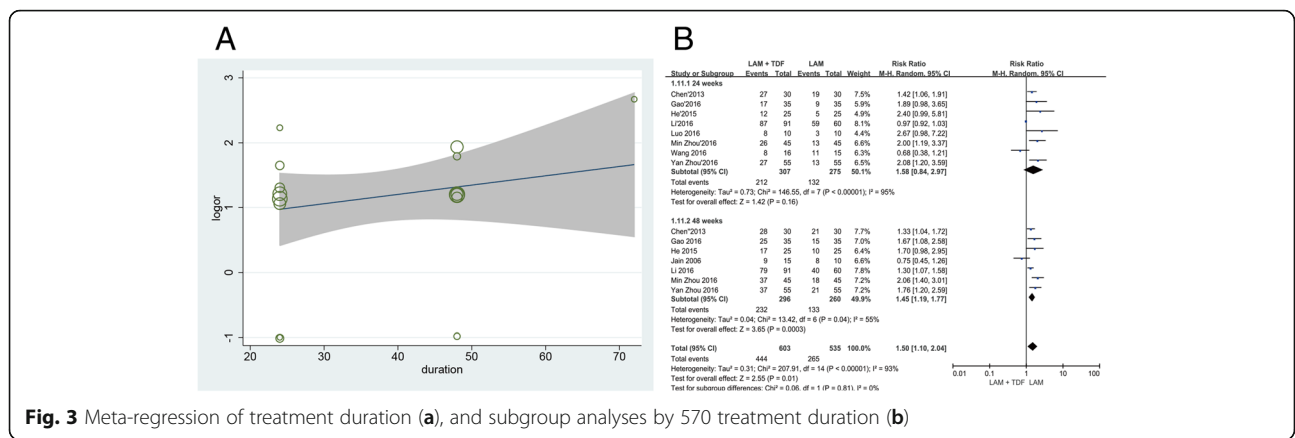 A
3
2
1
0
-1
logor
20 30 40 50 60 70
duration
B
LAM + TDF LAM Risk Ratio Risk Ratio
Study or Subgroup Events Total Events Total Weight M-H. Random. 95% CI M-H. Random. 95% CI
1.11.1 24 weeks
Chen'2013 27 30 19 30 7.5% 1.42 [1.06, 1.91]
Gao'2016 17 35 9 35 5.9% 1.89 [0.98, 3.65]
He'2015 12 25 5 25 4.9% 2.40 [0.99, 5.81]
Li'2016 87 91 59 60 8.1% 0.97 [0.92, 1.03]
Luo 2016 8 10 3 10 4.4% 2.67 [0.98, 7.22]
Min Zhou'2016 26 45 13 45 6.6% 2.00 [1.19, 3.37]
Wang 2016 8 16 11 15 6.4% 0.68 [0.38, 1.21]
Yan Zhou'2016 27 55 13 55 6.5% 2.08 [1.20, 3.59]
Subtotal (95% CI) 307 275 50.1% 1.58 [0.84, 2.97]
Total events 212 132
Heterogeneity: Tau² = 0.73; Chi² = 146.55, df = 7 (P < 0.00001); I² = 95%
Test for overall effect: Z = 1.42 (P = 0.16)
1.11.2 48 weeks
Chen"2013 28 30 21 30 7.7% 1.33 [1.04, 1.72]
Gao 2016 25 35 15 35 7.0% 1.67 [1.08, 2.58]
He 2015 17 25 10 25 6.4% 1.70 [0.98, 2.95]
Jain 2006 9 15 8 10 6.6% 0.75 [0.45, 1.26]
Li 2016 79 91 40 60 7.8% 1.30 [1.07, 1.58]
Min Zhou 2016 37 45 18 45 7.2% 2.06 [1.40, 3.01]
Yan Zhou 2016 37 55 21 55 7.2% 1.76 [1.20, 2.59]
Subtotal (95% CI) 296 260 49.9% 1.45 [1.19, 1.77]
Total events 232 133
Heterogeneity: Tau² = 0.04; Chi² = 13.42, df = 6 (P = 0.04); I² = 55%
Test for overall effect: Z = 3.65 (P = 0.0003)
Total (95% CI) 603 535 100.0% 1.50 [1.10, 2.04]
Total events 444 265
Heterogeneity: Tau² = 0.31; Chi² = 207.91, df = 14 (P < 0.00001); I² = 93%
Test for overall effect: Z = 2.55 (P = 0.01)
Test for subgroup differences: Chi² = 0.06, df = 1 (P = 0.81), I² = 0%
0.01 0.1 1 10 100
LAM + TDF LAM
Fig. 3 Meta-regression of treatment duration (a), and subgroup analyses by 570 treatment duration (b)